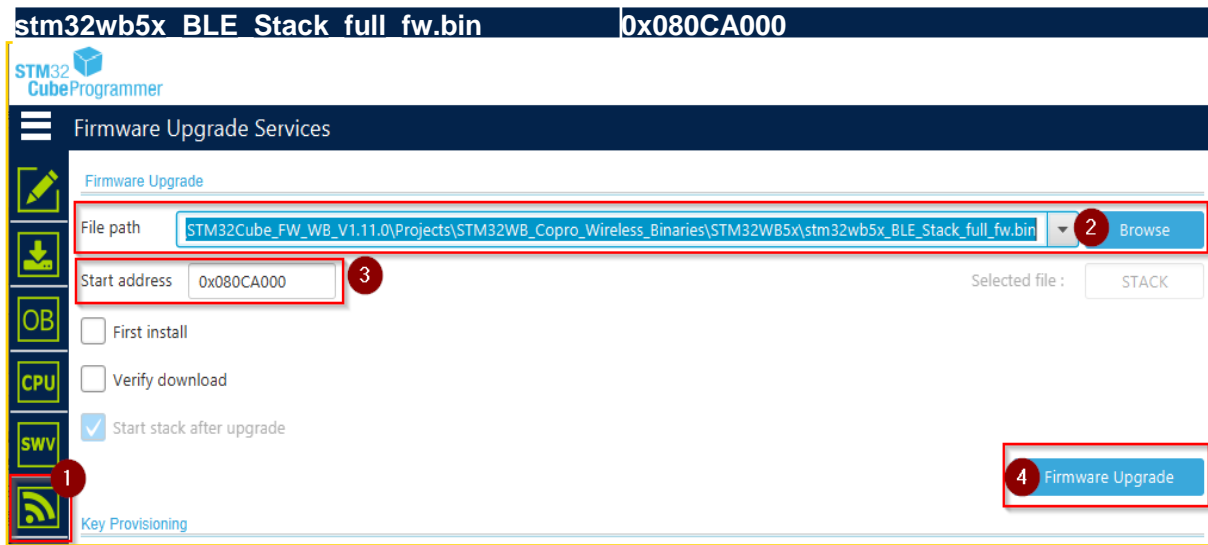 stm32wb5x_BLE_Stack_full_fw.bin 0x080CA000
STM32
CubeProgrammer
Firmware Upgrade Services
Firmware Upgrade
File path STM32Cube_FW_WB_V1.11.0\Projects\STM32WB_Copro_Wireless_Binaries\STM32WB5x\stm32wb5x_BLE_Stack_full_fw.bin 2 Browse
Start address 0x080CA000 3 Selected file : STACK
OB First install
CPU Verify download
Start stack after upgrade
SWV
1 4 Firmware Upgrade
Key Provisioning